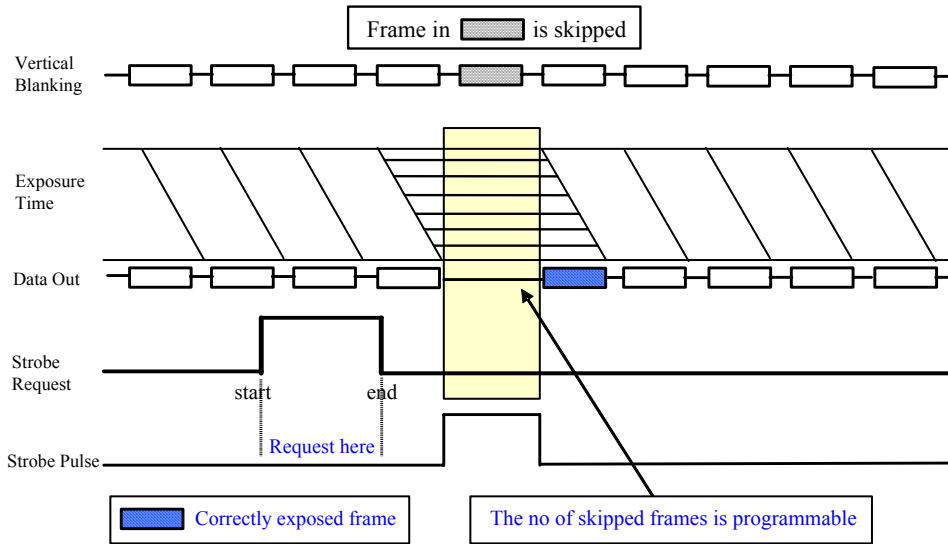 Frame in is skipped
Vertical
Blanking
Exposure
Time
Data Out
Strobe
Request
start
end
Request here
Strobe Pulse
Correctly exposed frame
The no of skipped frames is programmable